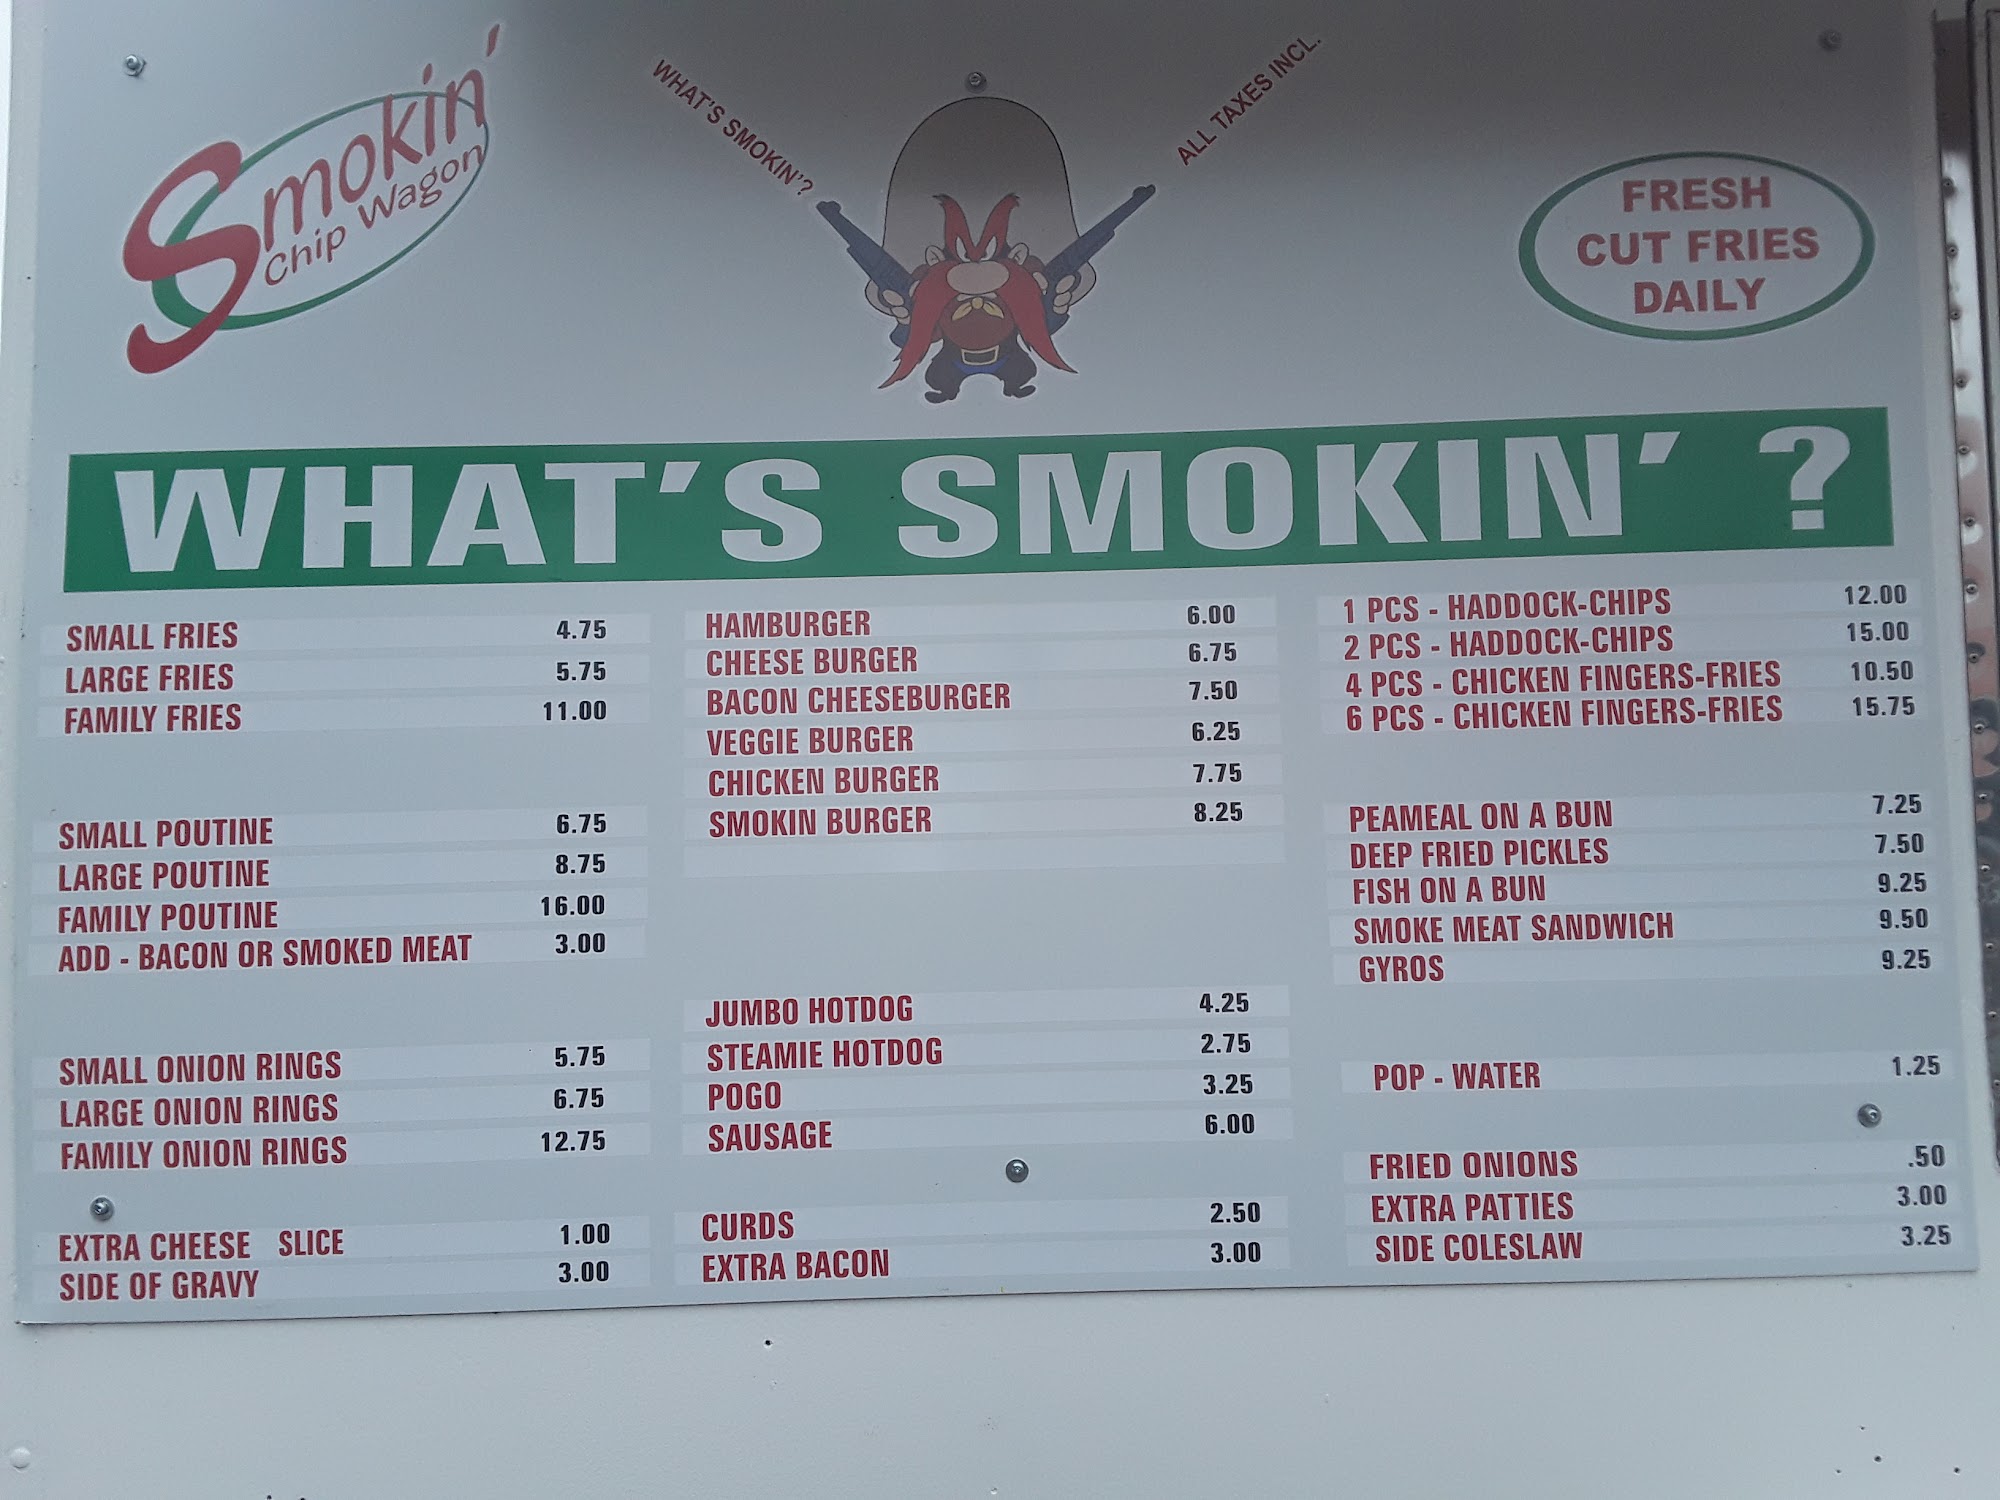 Smokin'
Chip Wagon
WHAT'S SMOKIN'?
ALL TAXES INCL.
FRESH
CUT FRIES
DAILY
WHAT'S SMOKIN' ?
SMALL FRIES 4.75
LARGE FRIES 5.75
FAMILY FRIES 11.00
SMALL POUTINE 6.75
LARGE POUTINE 8.75
FAMILY POUTINE 16.00
ADD - BACON OR SMOKED MEAT 3.00
SMALL ONION RINGS 5.75
LARGE ONION RINGS 6.75
FAMILY ONION RINGS 12.75
EXTRA CHEESE SLICE 1.00
SIDE OF GRAVY 3.00
HAMBURGER 6.00
CHEESE BURGER 6.75
BACON CHEESEBURGER 7.50
VEGGIE BURGER 6.25
CHICKEN BURGER 7.75
SMOKIN BURGER 8.25
JUMBO HOTDOG 4.25
STEAMIE HOTDOG 2.75
POGO 3.25
SAUSAGE 6.00
CURDS 2.50
EXTRA BACON 3.00
1 PCS - HADDOCK-CHIPS 12.00
2 PCS - HADDOCK-CHIPS 15.00
4 PCS - CHICKEN FINGERS-FRIES 10.50
6 PCS - CHICKEN FINGERS-FRIES 15.75
PEAMEAL ON A BUN 7.25
DEEP FRIED PICKLES 7.50
FISH ON A BUN 9.25
SMOKE MEAT SANDWICH 9.50
GYROS 9.25
POP - WATER 1.25
FRIED ONIONS .50
EXTRA PATTIES 3.00
SIDE COLESLAW 3.25